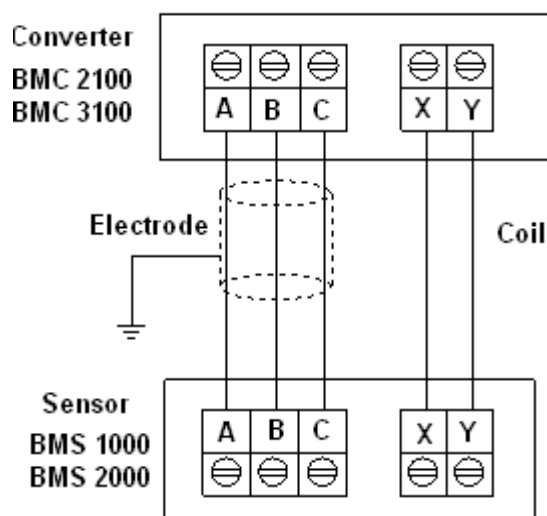 Converter
BMC 2100
BMC 3100
A B C X Y
Electrode
Coil
Sensor
BMS 1000
BMS 2000
A B C X Y